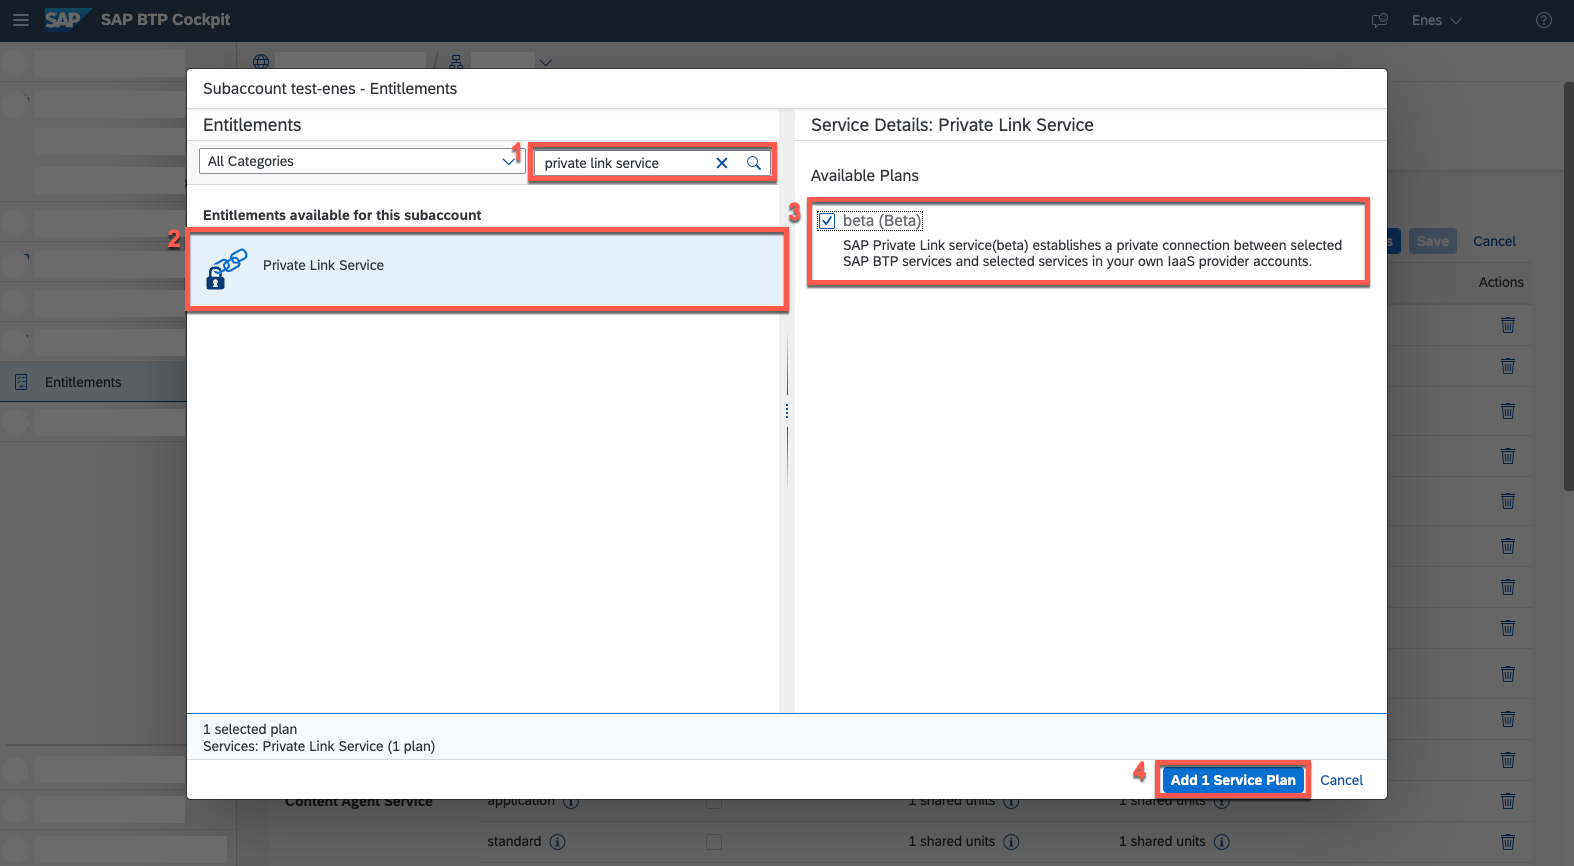 SAP SAP BTP Cockpit
Enes
Subaccount test-enes - Entitlements
Entitlements
All Categories
1
private link service
Entitlements available for this subaccount
2
Private Link Service
Service Details: Private Link Service
Available Plans
3
beta (Beta)
SAP Private Link service(beta) establishes a private connection between selected
SAP BTP services and selected services in your own IaaS provider accounts.
Save
Cancel
Actions
Entitlements
1 selected plan
Services: Private Link Service (1 plan)
4
Add 1 Service Plan
Cancel
Content Agent Service
application
1 shared units
1 shared units
standard
1 shared units
1 shared units